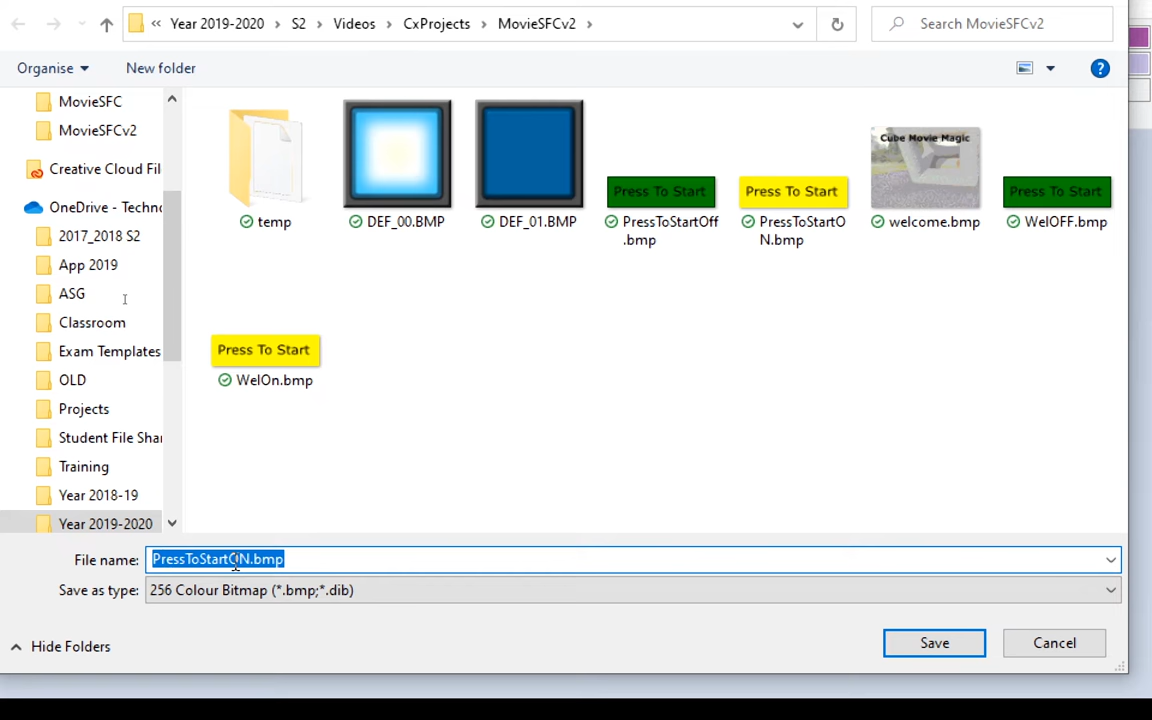 « Year 2019-2020 > S2 > Videos > CxProjects > MovieSFCv2 >
Search MovieSFCv2
Organise
New folder
?
MovieSFC
MovieSFCv2
Creative Cloud Fil
OneDrive - Techno
2017_2018 S2
App 2019
ASG
Classroom
Exam Templates
OLD
Projects
Student File Shar
Training
Year 2018-19
Year 2019-2020
temp
DEF_00.BMP
DEF_01.BMP
Press To Start
PressToStartOff
.bmp
Press To Start
PressToStartO
N.bmp
Cube Movie Magic
welcome.bmp
Press To Start
WelOFF.bmp
Press To Start
WelOn.bmp
File name: PressToStartON.bmp
Save as type: 256 Colour Bitmap (*.bmp;*.dib)
Hide Folders
Save
Cancel